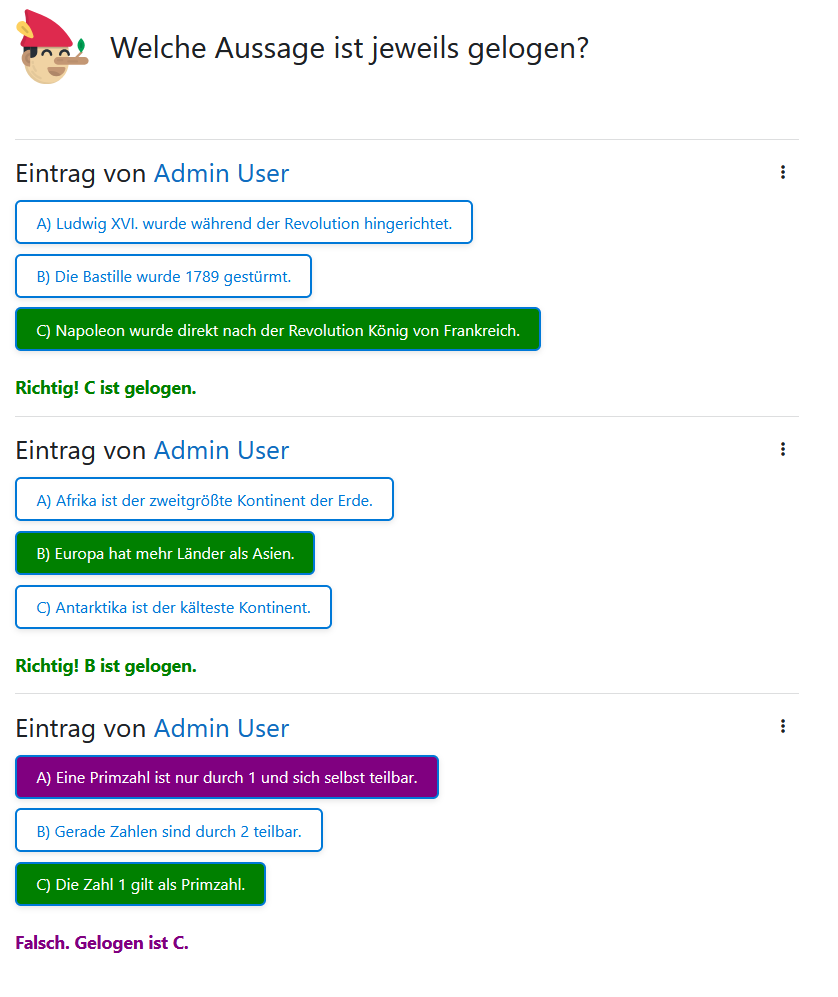 Welche Aussage ist jeweils gelogen?
Eintrag von Admin User
A) Ludwig XVI. wurde während der Revolution hingerichtet.
B) Die Bastille wurde 1789 gestürmt.
C) Napoleon wurde direkt nach der Revolution König von Frankreich.
Richtig! C ist gelogen.
Eintrag von Admin User
A) Afrika ist der zweitgrößte Kontinent der Erde.
B) Europa hat mehr Länder als Asien.
C) Antarktika ist der kälteste Kontinent.
Richtig! B ist gelogen.
Eintrag von Admin User
A) Eine Primzahl ist nur durch 1 und sich selbst teilbar.
B) Gerade Zahlen sind durch 2 teilbar.
C) Die Zahl 1 gilt als Primzahl.
Falsch. Gelogen ist C.